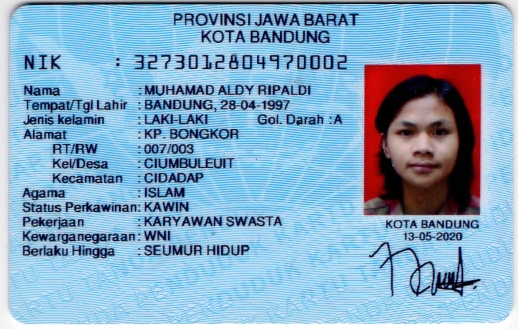 PROVINSI JAWA BARAT
KOTA BANDUNG
NIK : 3273012804970002
Nama : MUHAMAD ALDY RIPALDI
Tempat/Tgl Lahir : BANDUNG, 28-04-1997
Jenis kelamin : LAKI-LAKI Gol. Darah : A
Alamat : KP. BONGKOR
RT/RW : 007/003
Kel/Desa : CIUMBULEUIT
Kecamatan : CIDADAP
Agama : ISLAM
Status Perkawinan: KAWIN
Pekerjaan : KARYAWAN SWASTA
Kewarganegaraan : WNI
Berlaku Hingga : SEUMUR HIDUP
KOTA BANDUNG
13-05-2020